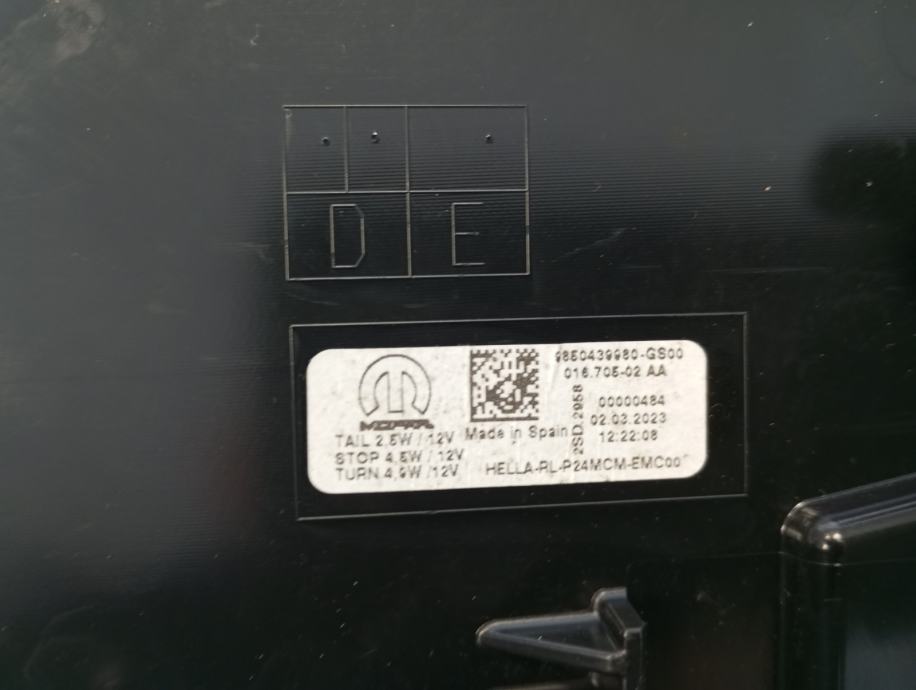 D E
9850439980-GS00
016.705-02 AA
00000484
02.03.2023
12:22:08
2SD.2958
MOPAR
Made in Spain
TAIL 2,5W / 12V
STOP 4,5W / 12V
TURN 4,9W /12V
HELLA-RL-P24MCM-EMC00